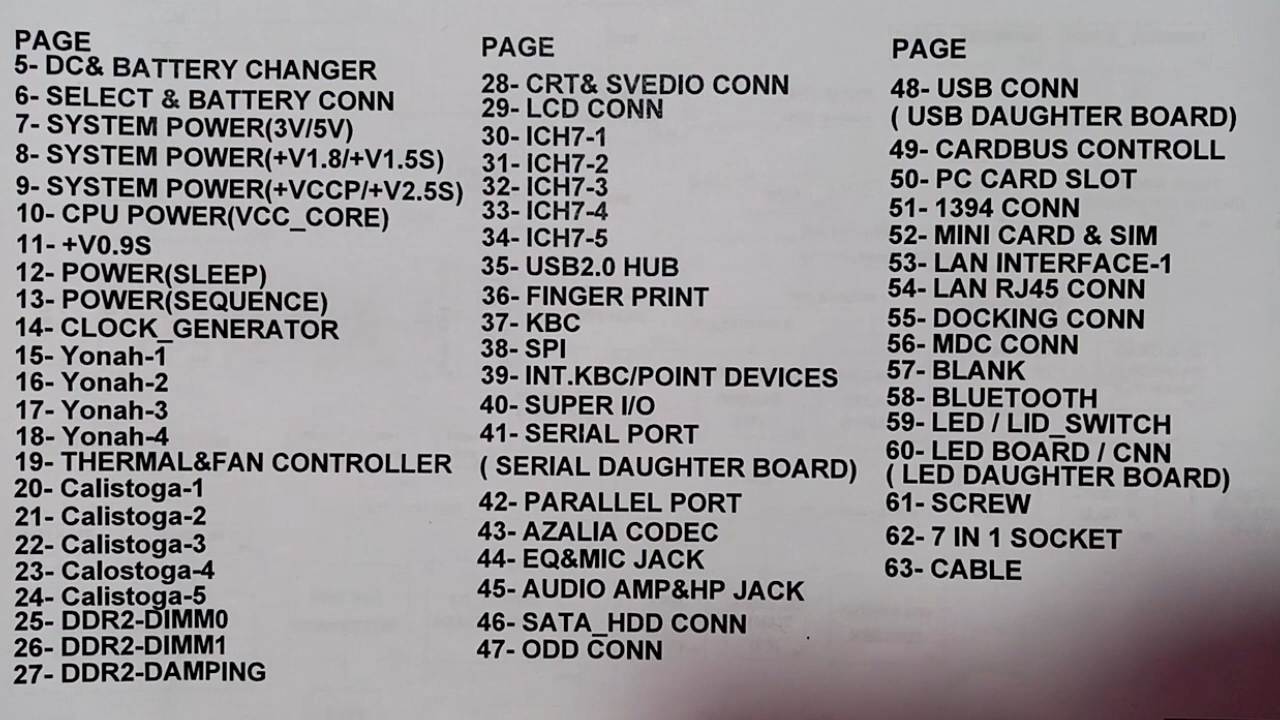 PAGE
5- DC& BATTERY CHANGER
6- SELECT & BATTERY CONN
7- SYSTEM POWER(3V/5V)
8- SYSTEM POWER(+V1.8/+V1.5S)
9- SYSTEM POWER(+VCCP/+V2.5S)
10- CPU POWER(VCC_CORE)
11- +V0.9S
12- POWER(SLEEP)
13- POWER(SEQUENCE)
14- CLOCK_GENERATOR
15- Yonah-1
16- Yonah-2
17- Yonah-3
18- Yonah-4
19- THERMAL&FAN CONTROLLER
20- Calistoga-1
21- Calistoga-2
22- Calistoga-3
23- Calostoga-4
24- Calistoga-5
25- DDR2-DIMM0
26- DDR2-DIMM1
27- DDR2-DAMPING
PAGE
28- CRT& SVEDIO CONN
29- LCD CONN
30- ICH7-1
31- ICH7-2
32- ICH7-3
33- ICH7-4
34- ICH7-5
35- USB2.0 HUB
36- FINGER PRINT
37- KBC
38- SPI
39- INT.KBC/POINT DEVICES
40- SUPER I/O
41- SERIAL PORT
( SERIAL DAUGHTER BOARD)
42- PARALLEL PORT
43- AZALIA CODEC
44- EQ&MIC JACK
45- AUDIO AMP&HP JACK
46- SATA_HDD CONN
47- ODD CONN
PAGE
48- USB CONN
( USB DAUGHTER BOARD)
49- CARDBUS CONTROLL
50- PC CARD SLOT
51- 1394 CONN
52- MINI CARD & SIM
53- LAN INTERFACE-1
54- LAN RJ45 CONN
55- DOCKING CONN
56- MDC CONN
57- BLANK
58- BLUETOOTH
59- LED / LID_SWITCH
60- LED BOARD / CNN
( LED DAUGHTER BOARD)
61- SCREW
62- 7 IN 1 SOCKET
63- CABLE